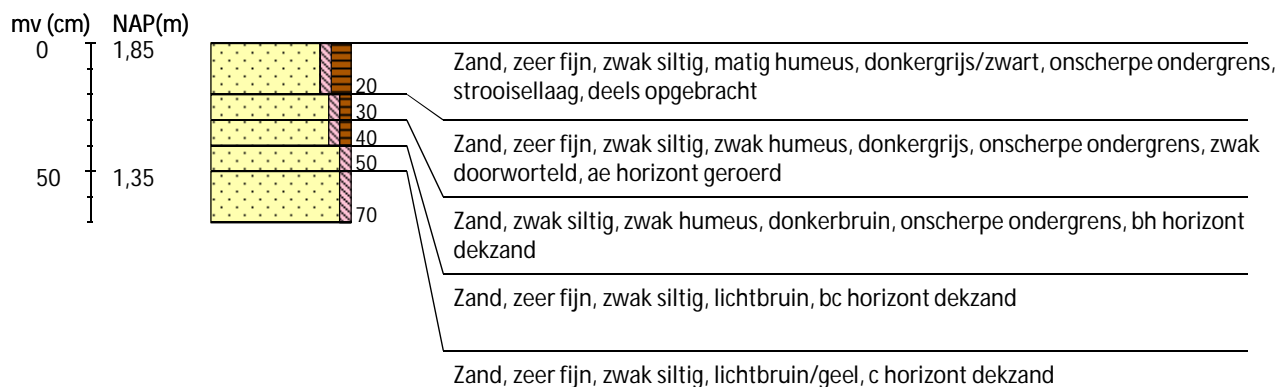 mv (cm) NAP(m)
0 1,85
Zand, zeer fijn, zwak siltig, matig humeus, donkergrijs/zwart, onscherpe ondergrens,
strooisellaag, deels opgebracht
20
30
Zand, zeer fijn, zwak siltig, zwak humeus, donkergrijs, onscherpe ondergrens, zwak
doorworteld, ae horizont geroerd
40
50
50 1,35
70
Zand, zwak siltig, zwak humeus, donkerbruin, onscherpe ondergrens, bh horizont
dekzand
Zand, zeer fijn, zwak siltig, lichtbruin, bc horizont dekzand
Zand, zeer fijn, zwak siltig, lichtbruin/geel, c horizont dekzand